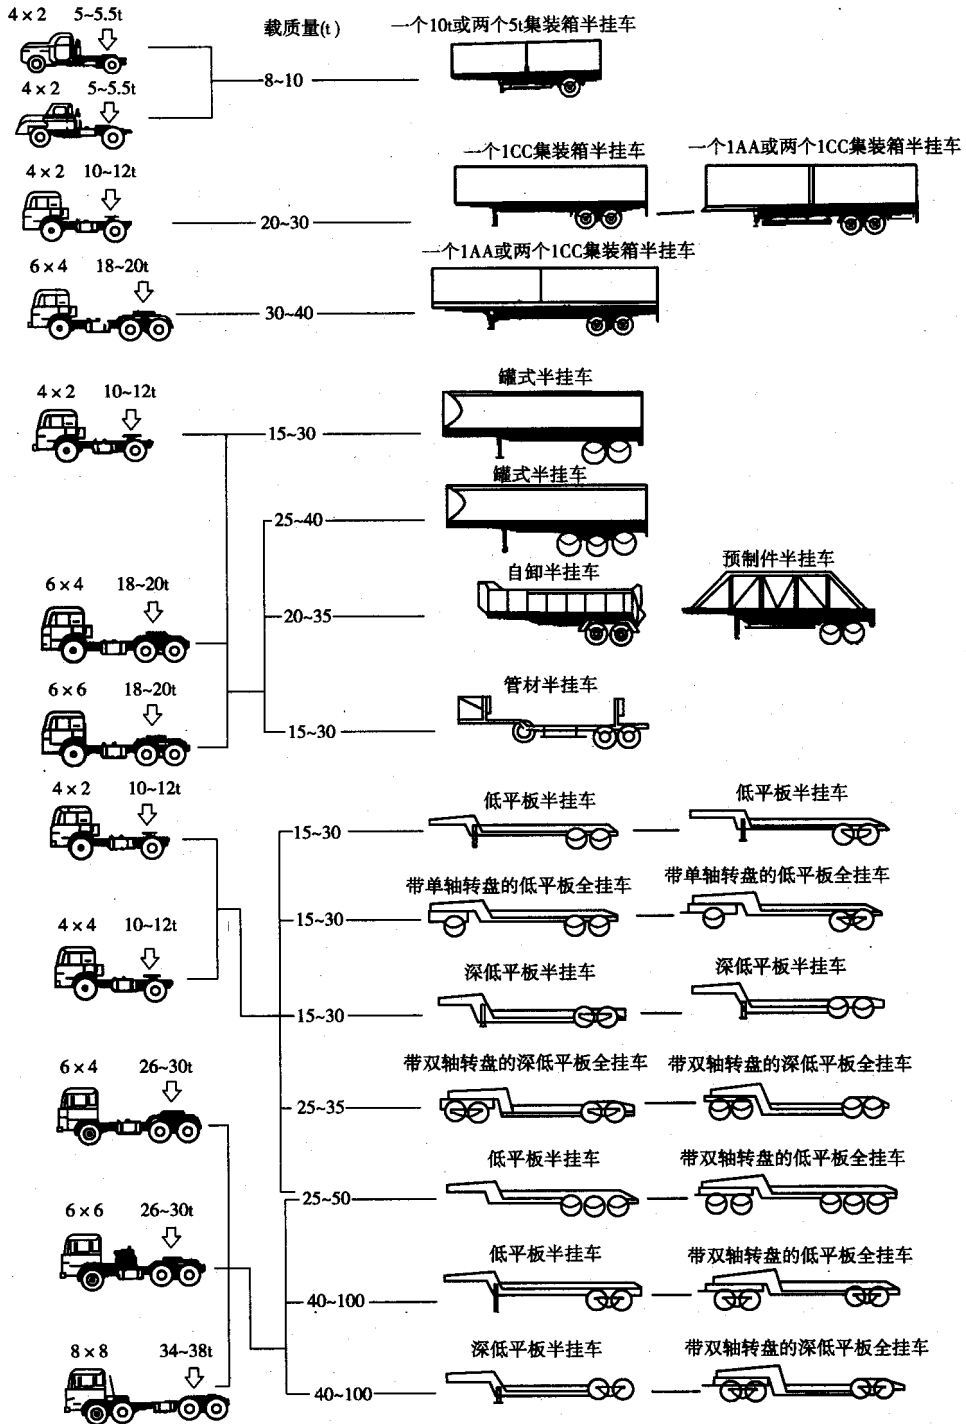 4×2 5~5.5t
载质量(t)
一个10t或两个5t集装箱半挂车
8~10
4×2 5~5.5t
一个1CC集装箱半挂车
一个1AA或两个1CC集装箱半挂车
4×2 10~12t
20~30
一个1AA或两个1CC集装箱半挂车
6×4 18~20t
30~40
罐式半挂车
4×2 10~12t
15~30
罐式半挂车
25~40
自卸半挂车
预制件半挂车
6×4 18~20t
20~35
管材半挂车
6×6 18~20t
15~30
4×2 10~12t
低平板半挂车
低平板半挂车
15~30
带单轴转盘的低平板全挂车
带单轴转盘的低平板全挂车
15~30
4×4 10~12t
深低平板半挂车
深低平板半挂车
15~30
6×4 26~30t
带双轴转盘的深低平板全挂车
带双轴转盘的深低平板全挂车
25~35
低平板半挂车
带双轴转盘的低平板全挂车
25~50
6×6 26~30t
低平板半挂车
带双轴转盘的低平板全挂车
40~100
8×8 34~38t
深低平板半挂车
带双轴转盘的深低平板全挂车
40~100